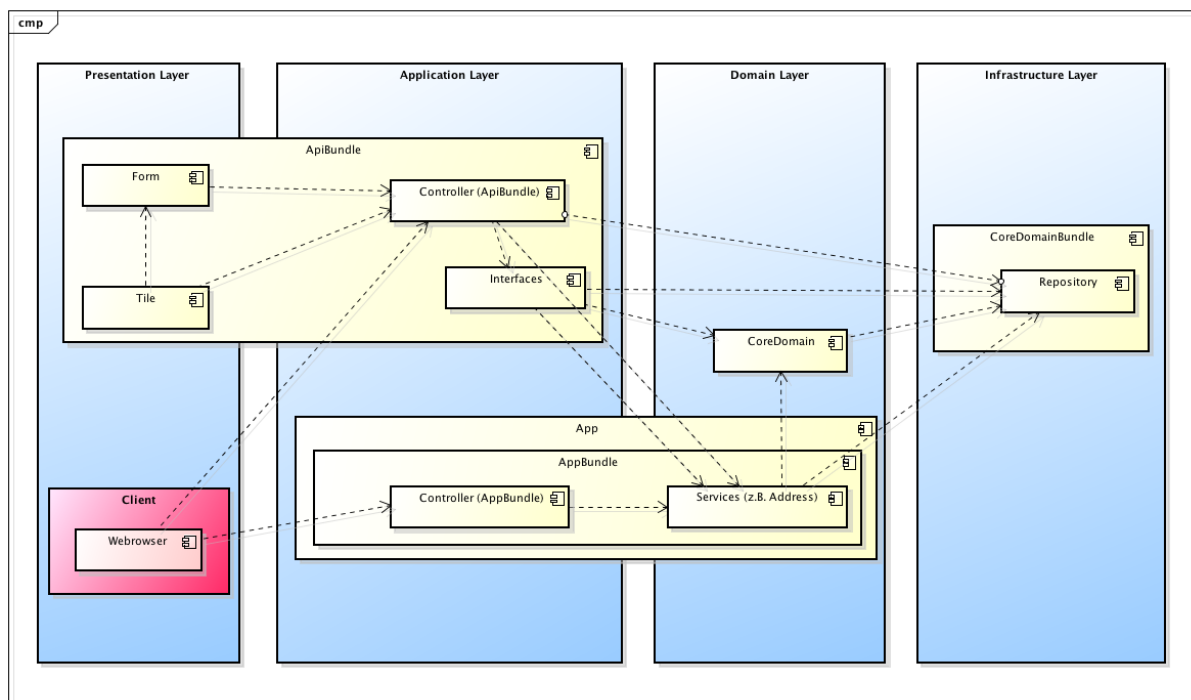 cmp
Presentation Layer
Application Layer
Domain Layer
Infrastructure Layer
ApiBundle
Form
Controller (ApiBundle)
CoreDomainBundle
Interfaces
Repository
Tile
CoreDomain
App
AppBundle
Client
Controller (AppBundle)
Services (z.B. Address)
Webrowser